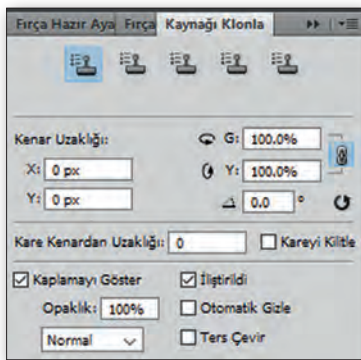 Fırça Hazır Aya Fırça Kaynağı Klonla
Kenar Uzaklığı: G: 100.0%
X: 0 px Y: 100.0%
Y: 0 px 0.0 °
Kare Kenardan Uzaklığı: 0 Kareyi Kilitle
Kaplamayı Göster İliştirildi
Opaklık: 100% Otomatik Gizle
Normal Ters Çevir